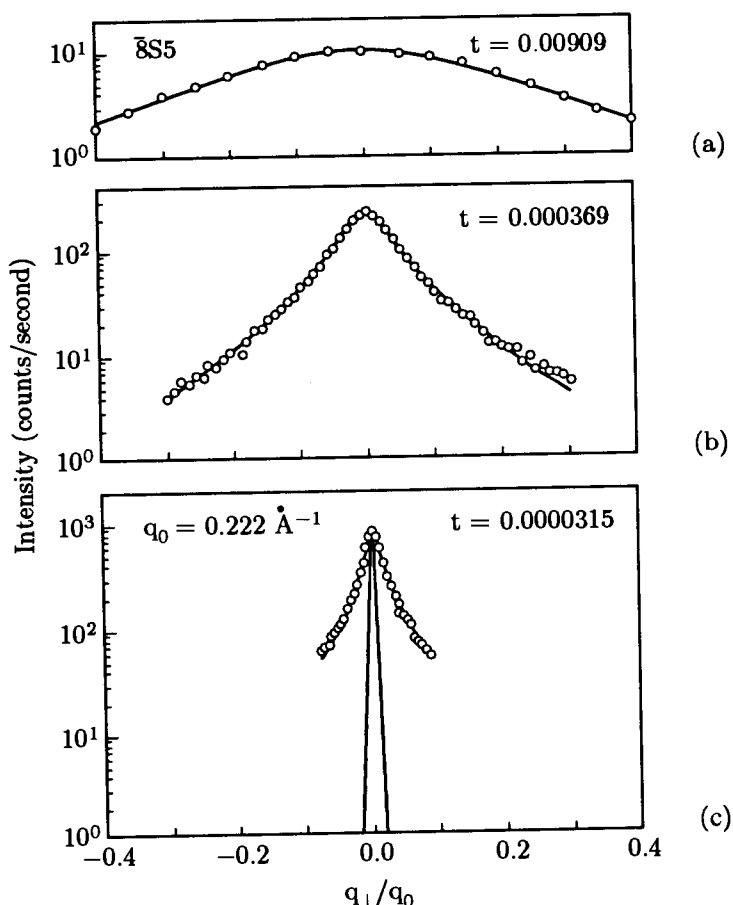 8̄S5
t = 0.00909
10¹
10⁰
(a)
t = 0.000369
10²
10¹
10⁰
(b)
Intensity (counts/second)
q₀ = 0.222 Å⁻¹
t = 0.0000315
10³
10²
10¹
10⁰
(c)
−0.4
−0.2
0.0
0.2
0.4
q⊥/q₀